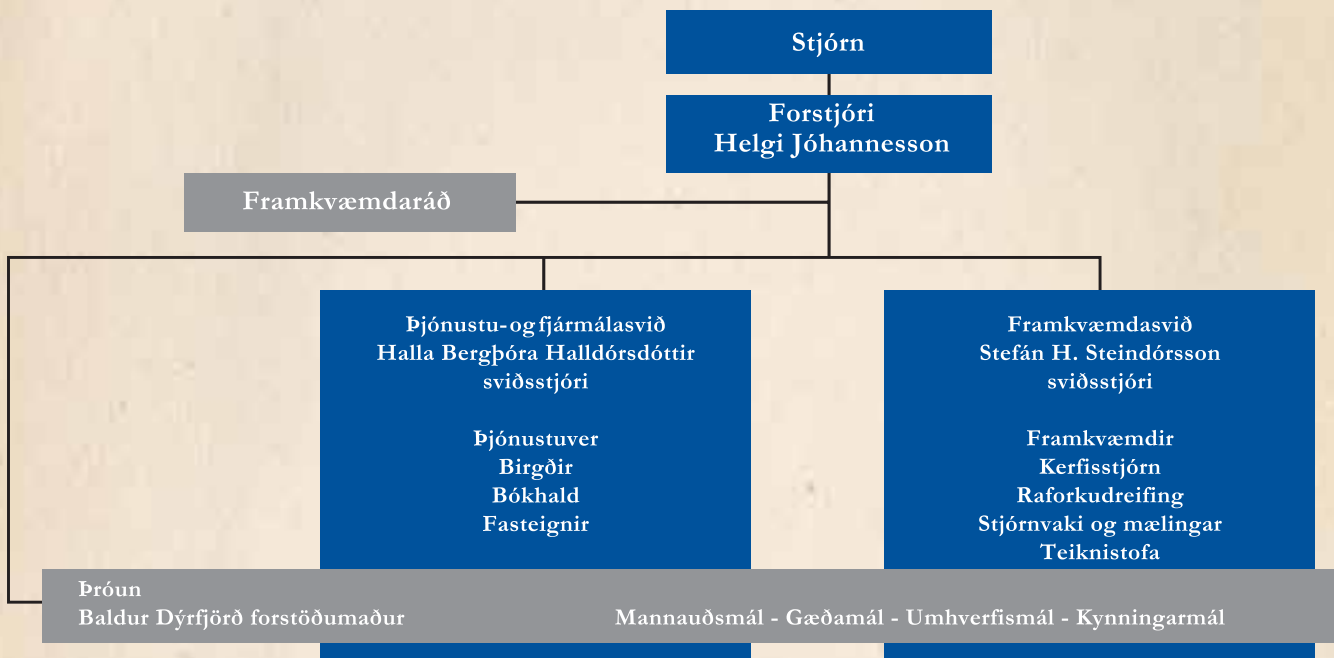 Stjórn
Forstjóri
Helgi Jóhannesson
Framkvæmdaráð
Þjónustu-og fjármálasvið
Halla Bergþóra Halldórsdóttir
sviðsstjóri
Þjónustuver
Birgðir
Bókhald
Fasteignir
Framkvæmdasvið
Stefán H. Steindórsson
sviðsstjóri
Framkvæmdir
Kerfisstjórn
Raforkudreifing
Stjórnvaki og mælingar
Teiknistofa
Þróun
Baldur Dýrfjörð forstöðumaður
Mannauðsmál - Gæðamál - Umhverfismál - Kynningarmál